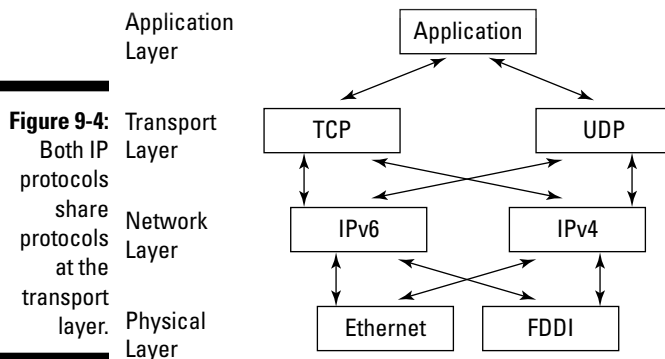 Figure 9-4:
Both IP
protocols
share
protocols
at the
transport
layer.
Application
Layer
Application
Transport
Layer
TCP
UDP
Network
Layer
IPv6
IPv4
Physical
Layer
Ethernet
FDDI